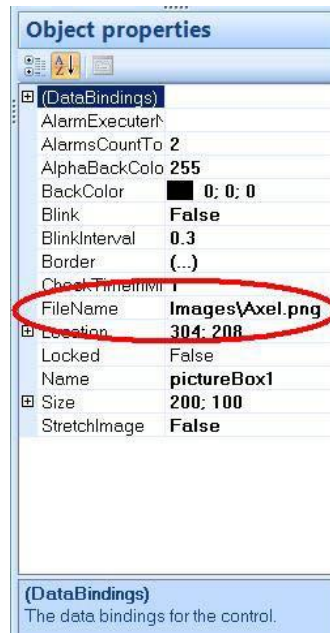 Object properties
(DataBindings)
AlarmExecuterN
AlarmsCountTo 2
AlphaBackColo 255
BackColor 0; 0; 0
Blink False
BlinkInterval 0.3
Border (...)
CheckTimeInMi 1
FileName Images\Axel.png
Location 304; 208
Locked False
Name pictureBox1
Size 200; 100
StretchImage False
(DataBindings)
The data bindings for the control.